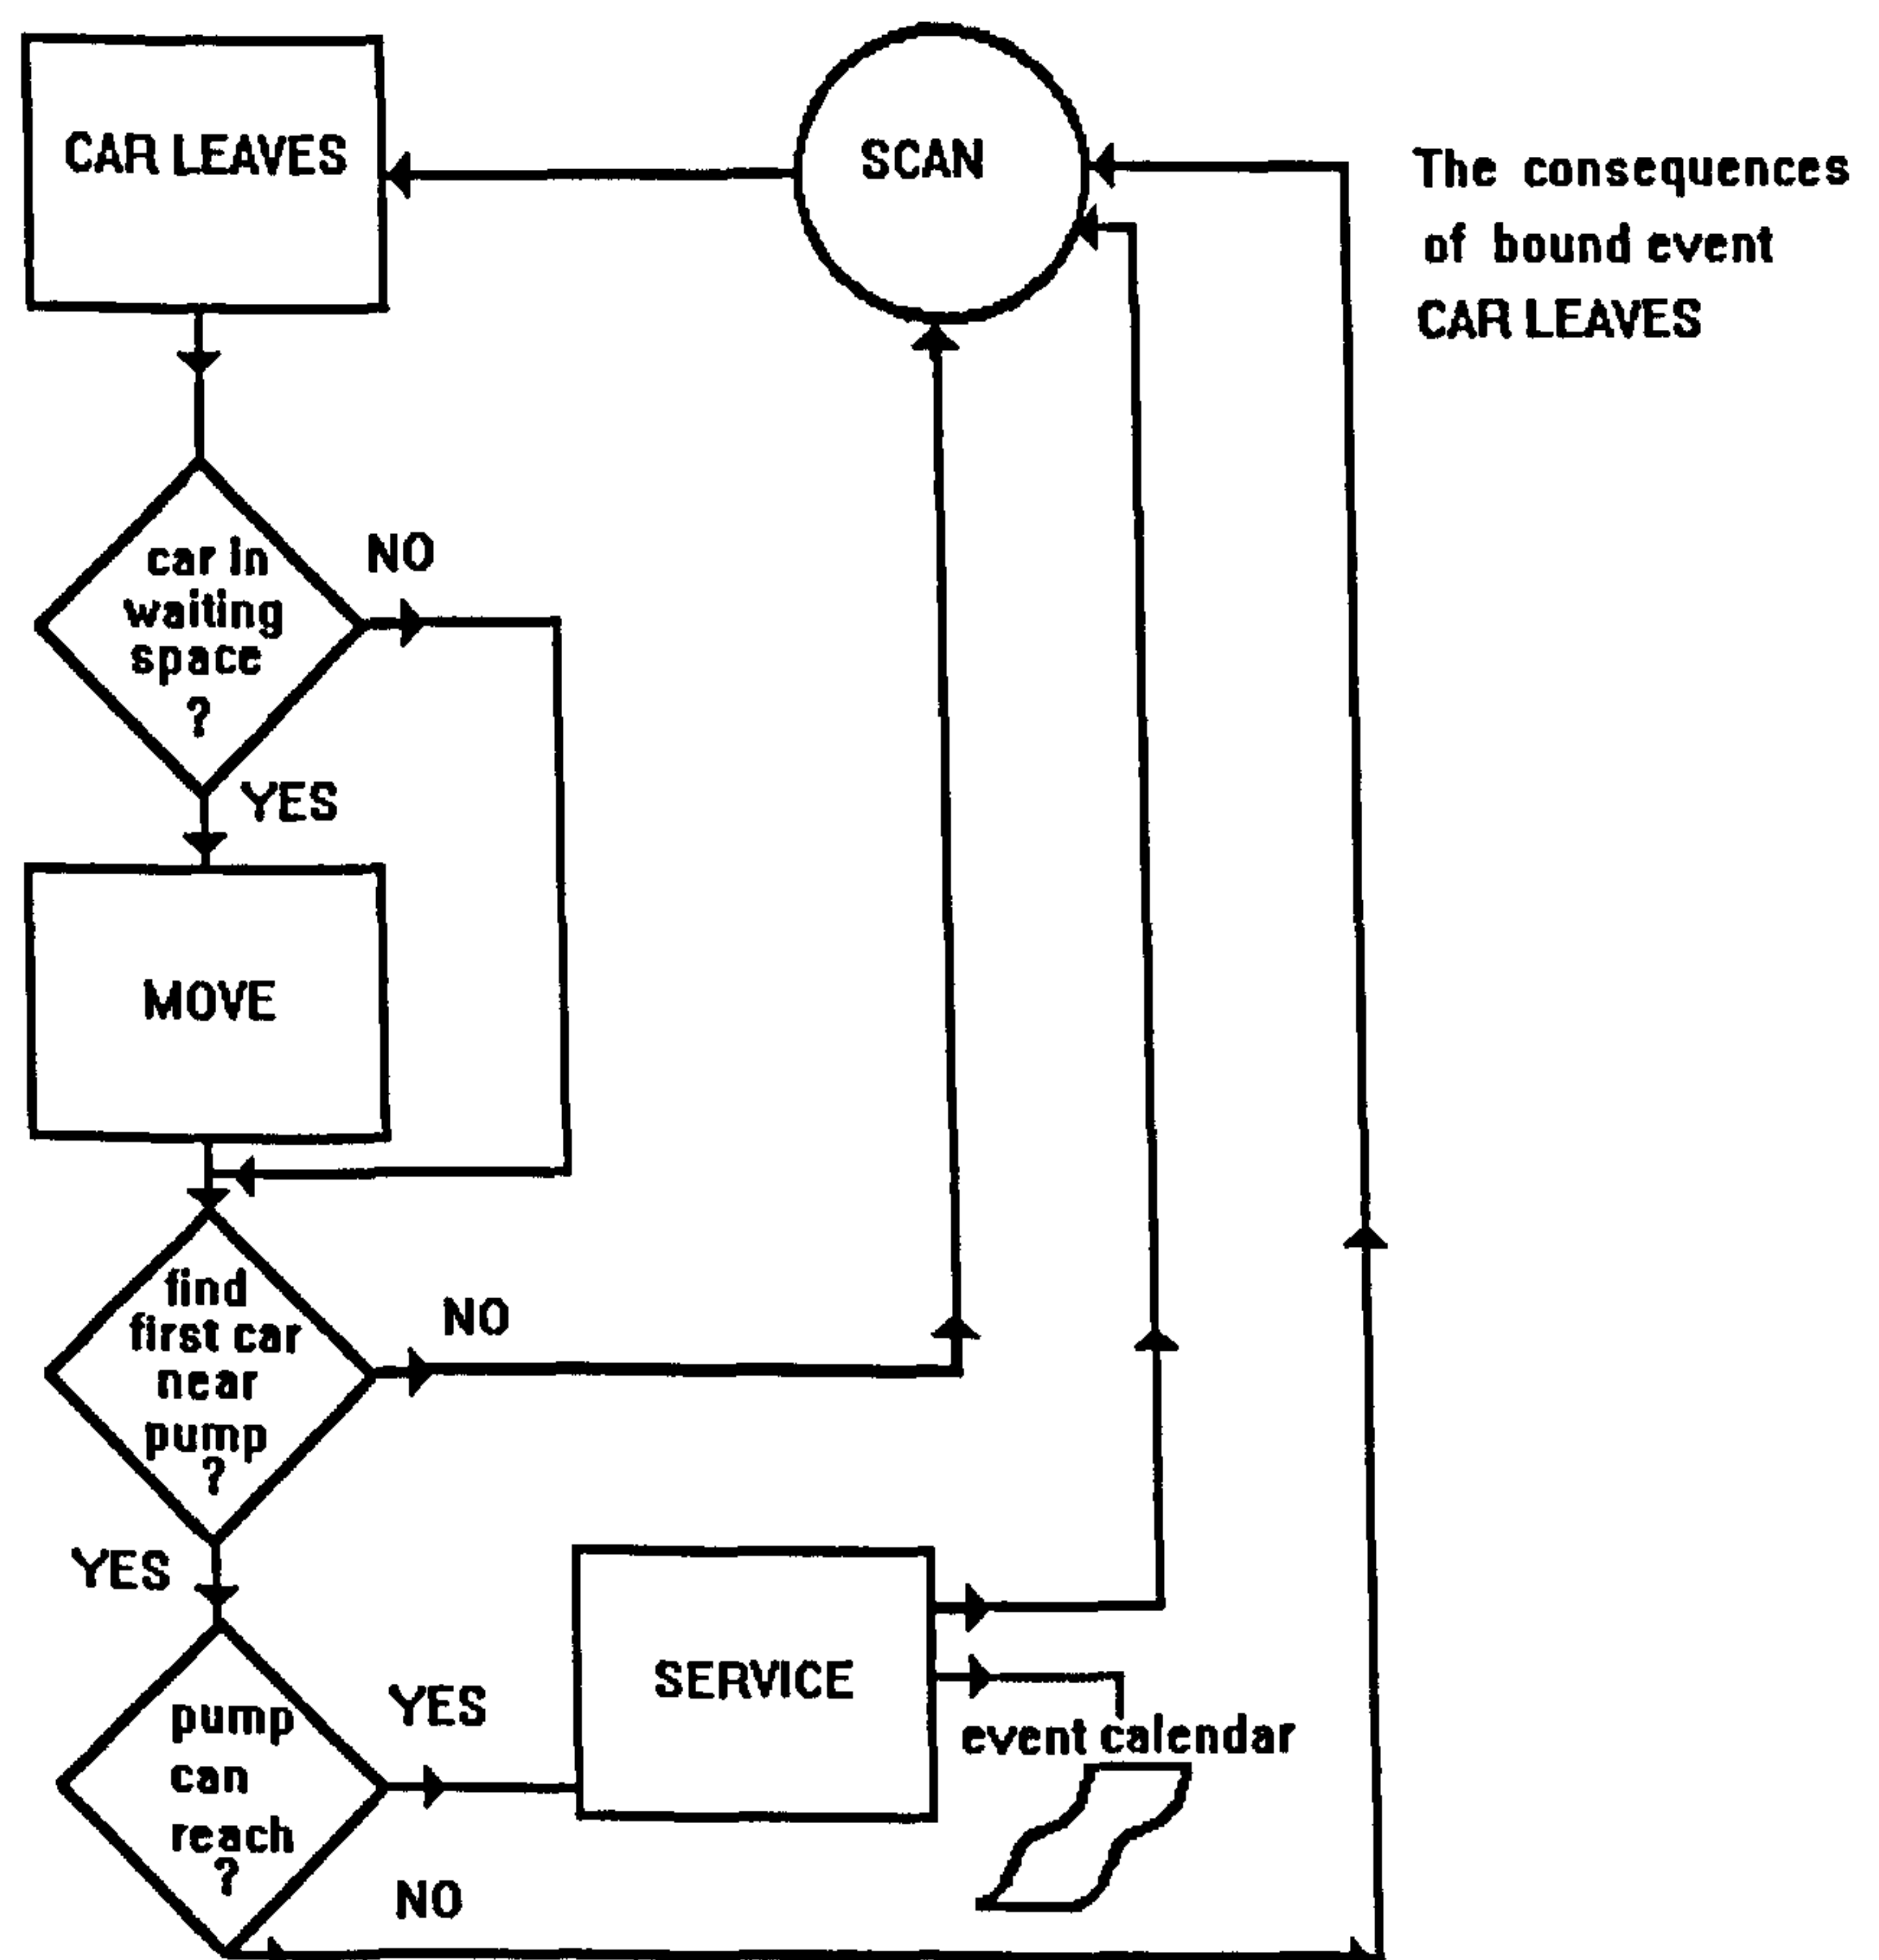 CAR LEAVES
SCAN
The consequences
of bound event
CAR LEAVES
car in
waiting
space
?
NO
YES
MOVE
find
first car
near
pump
?
NO
YES
pump
can
reach
?
YES
NO
SERVICE
event calendar